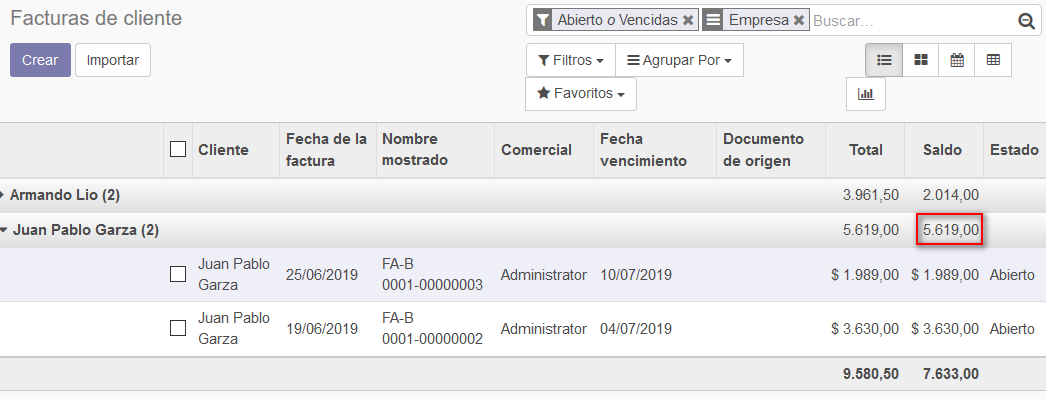 Facturas de cliente
Abierto o Vencidas Empresa Buscar...
Crear Importar
Filtros Agrupar Por
Favoritos
Cliente Fecha de la factura Nombre mostrado Comercial Fecha vencimiento Documento de origen Total Saldo Estado
Armando Lio (2) 3.961,50 2.014,00
Juan Pablo Garza (2) 5.619,00 5.619,00
Juan Pablo Garza 25/06/2019 FA-B 0001-00000003 Administrator 10/07/2019 $ 1.989,00 $ 1.989,00 Abierto
Juan Pablo Garza 19/06/2019 FA-B 0001-00000002 Administrator 04/07/2019 $ 3.630,00 $ 3.630,00 Abierto
9.580,50 7.633,00